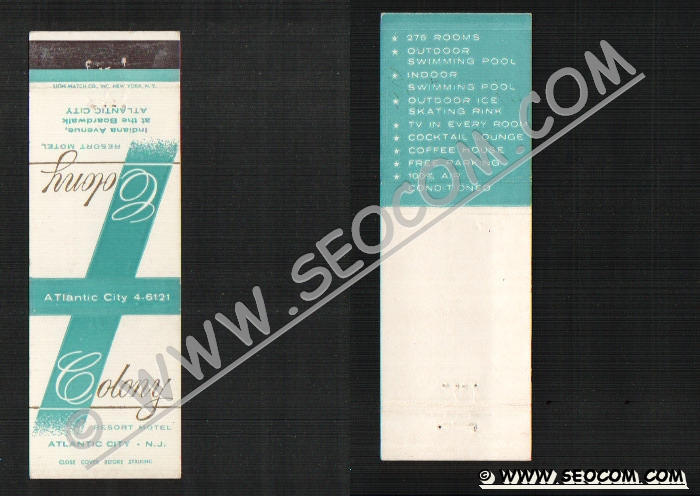 LION MATCH CO., INC. NEW YORK, N. Y.
Indiana Avenue,
at the Boardwalk
ATLANTIC CITY
RESORT MOTEL
Colony
ATlantic City 4-6121
Colony
RESORT MOTEL
ATLANTIC CITY · N.J.
CLOSE COVER BEFORE STRIKING
★ 275 ROOMS
★ OUTDOOR
SWIMMING POOL
★ INDOOR
SWIMMING POOL
★ OUTDOOR ICE
SKATING RINK
★ TV IN EVERY ROOM
★ COCKTAIL LOUNGE
★ COFFEE HOUSE
★ FREE PARKING
★ 100% AIR
CONDITIONED
© WWW.SEOCOM.COM
© WWW.SEOCOM.COM